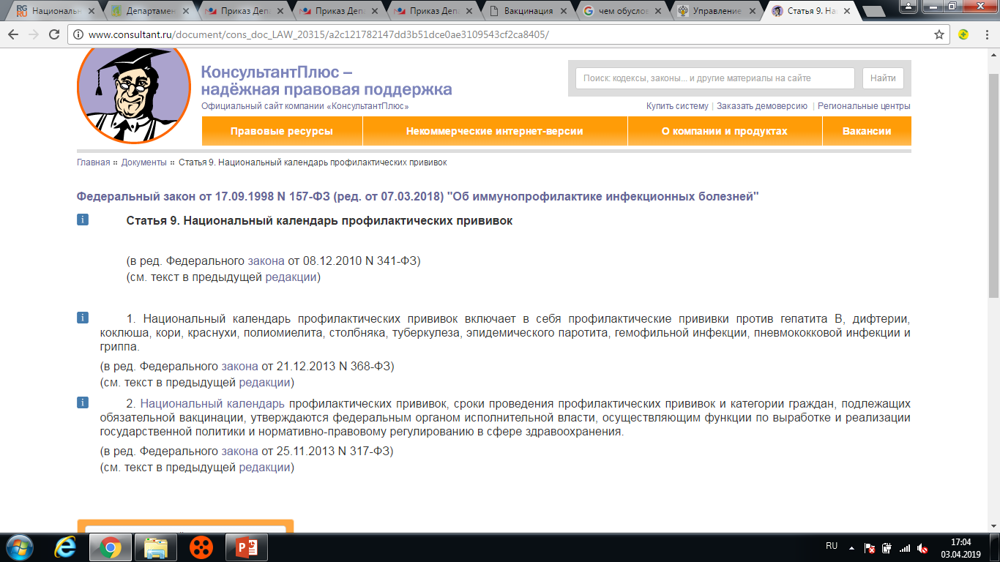 RG
RU
Националь
Департамен
Приказ Депа
Приказ Депа
Приказ Депа
Вакцинация
чем обуслов
Управление
Статья 9. На
www.consultant.ru/document/cons_doc_LAW_20315/a2c121782147dd3b51dce0ae3109543cf2ca8405/
КонсультантПлюс –
надёжная правовая поддержка
Официальный сайт компании «КонсультантПлюс»
Поиск: кодексы, законы... и другие материалы на сайте
Найти
Купить систему | Заказать демоверсию | Региональные центры
Правовые ресурсы
Некоммерческие интернет-версии
О компании и продуктах
Вакансии
Главная :: Документы :: Статья 9. Национальный календарь профилактических прививок
Федеральный закон от 17.09.1998 N 157-ФЗ (ред. от 07.03.2018) "Об иммунопрофилактике инфекционных болезней"
i
Статья 9. Национальный календарь профилактических прививок
(в ред. Федерального закона от 08.12.2010 N 341-ФЗ)
(см. текст в предыдущей редакции)
i
1. Национальный календарь профилактических прививок включает в себя профилактические прививки против гепатита B, дифтерии,
коклюша, кори, краснухи, полиомиелита, столбняка, туберкулеза, эпидемического паротита, гемофильной инфекции, пневмококковой инфекции и
гриппа.
(в ред. Федерального закона от 21.12.2013 N 368-ФЗ)
(см. текст в предыдущей редакции)
i
2. Национальный календарь профилактических прививок, сроки проведения профилактических прививок и категории граждан, подлежащих
обязательной вакцинации, утверждаются федеральным органом исполнительной власти, осуществляющим функции по выработке и реализации
государственной политики и нормативно-правовому регулированию в сфере здравоохранения.
(в ред. Федерального закона от 25.11.2013 N 317-ФЗ)
(см. текст в предыдущей редакции)
RU
17:04
03.04.2019